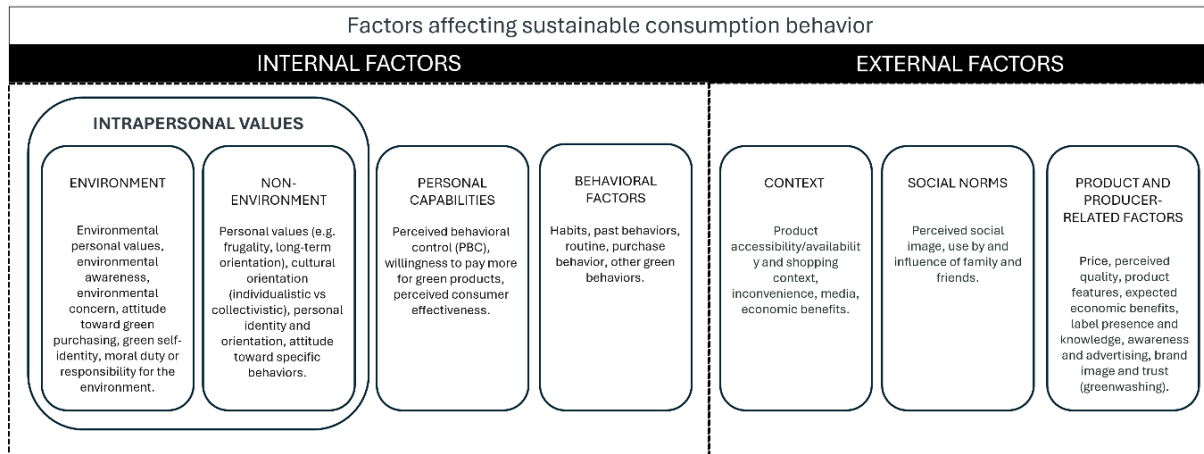 Factors affecting sustainable consumption behavior
INTERNAL FACTORS
EXTERNAL FACTORS
INTRAPERSONAL VALUES
ENVIRONMENT
Environmental
personal values,
environmental
awareness,
environmental
concern, attitude
toward green
purchasing, green self-
identity, moral duty or
responsibility for the
environment.
NON-
ENVIRONMENT
Personal values (e.g.
frugality, long-term
orientation), cultural
orientation
(individualistic vs
collectivistic), personal
identity and
orientation, attitude
toward specific
behaviors.
PERSONAL
CAPABILITIES
Perceived behavioral
control (PBC),
willingness to pay more
for green products,
perceived consumer
effectiveness.
BEHAVIORAL
FACTORS
Habits, past behaviors,
routine, purchase
behavior, other green
behaviors.
CONTEXT
Product
accessibility/availabilit
y and shopping
context,
inconvenience, media,
economic benefits.
SOCIAL NORMS
Perceived social
image, use by and
influence of family and
friends.
PRODUCT AND
PRODUCER-
RELATED FACTORS
Price, perceived
quality, product
features, expected
economic benefits,
label presence and
knowledge, awareness
and advertising, brand
image and trust
(greenwashing).